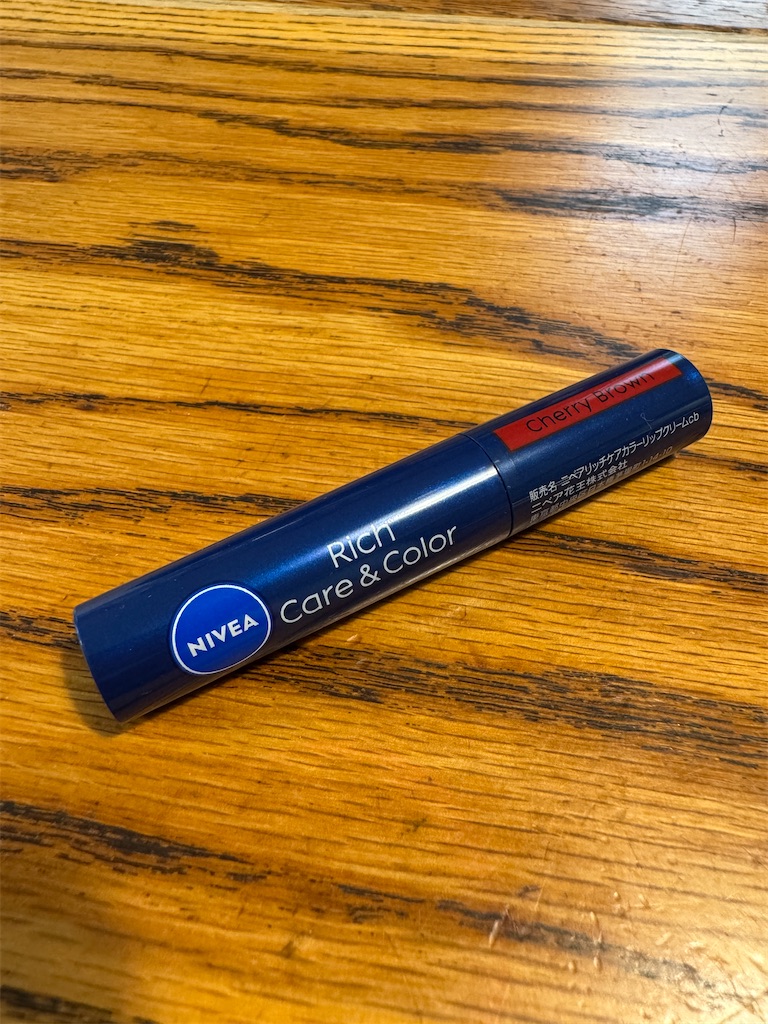 NIVEA
Rich
Care & Color
Cherry Brown
販売名 ニベアリッチケアカラーリップクリームcb
ニベア花王株式会社